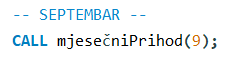 -- SEPTEMBAR --
CALL mjesečniPrihod(9);